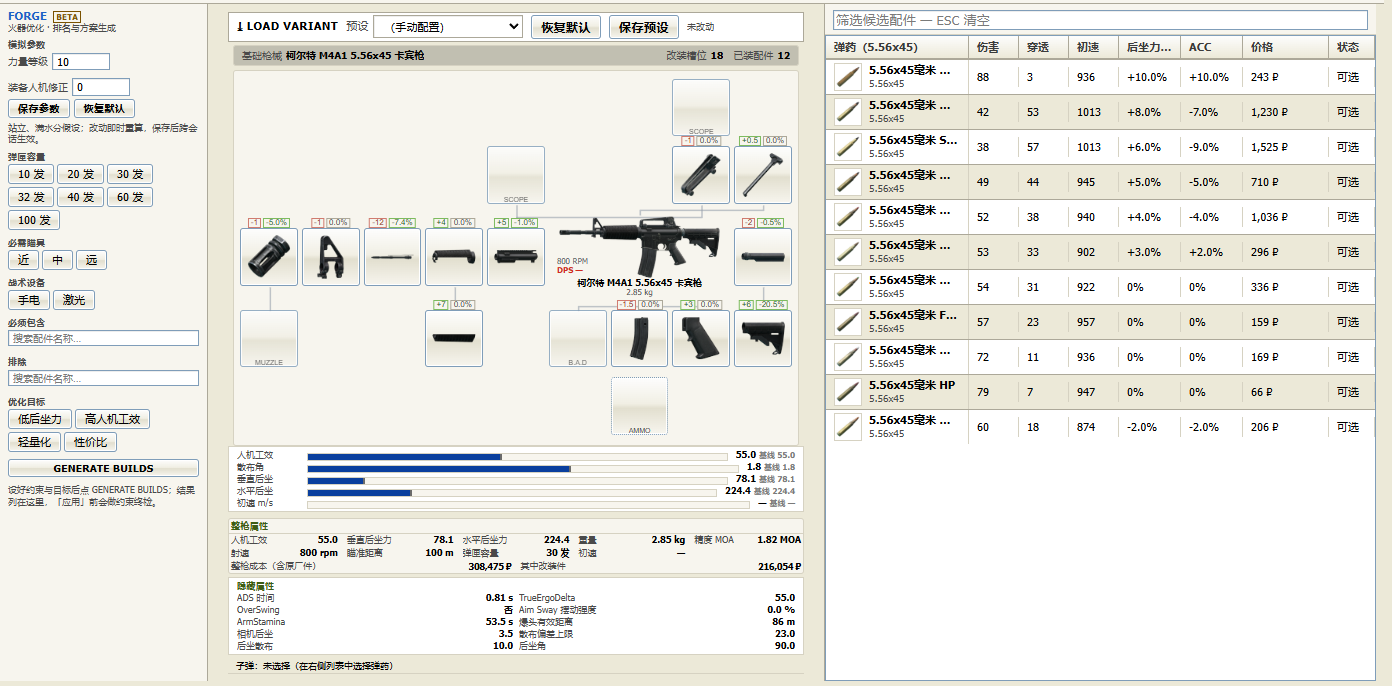 FORGE BETA
火器优化 · 排名与方案生成
模拟参数
力量等级 10
装备人机修正 0
保存参数 恢复默认
站立、满水分假设；改动即时重算，保存后跨会
话生效。
弹匣容量
10 发 20 发 30 发
32 发 40 发 60 发
100 发
必需瞄具
近 中 远
战术设备
手电 激光
必须包含
搜索配件名称...
排除
搜索配件名称...
优化目标
低后坐力 高人机工效
轻量化 性价比
GENERATE BUILDS
设好约束与目标后点 GENERATE BUILDS；结果
列在这里，「应用」前会做约束终检。
LOAD VARIANT 预设 (手动配置) 恢复默认 保存预设 未改动
基础枪械 柯尔特 M4A1 5.56x45 卡宾枪 改装槽位 18 已装配件 12
SCOPE
-1 0.0% +0.5 0.0%
SCOPE
-1 -5.0% -1 0.0% -12 -7.4% +4 0.0% +5 -1.0% -2 -0.5%
800 RPM
DPS —
柯尔特 M4A1 5.56x45 卡宾枪
2.85 kg
+7 0.0% -1.5 0.0% +3 0.0% +6 -20.5%
MUZZLE B.A.D
AMMO
人机工效 55.0 基线 55.0
散布角 1.8 基线 1.8
垂直后坐 78.1 基线 78.1
水平后坐 224.4 基线 224.4
初速 m/s — 基线 —
整枪属性
人机工效 55.0 垂直后坐力 78.1 水平后坐力 224.4 重量 2.85 kg 精度 MOA 1.82 MOA
射速 800 rpm 瞄准距离 100 m 弹匣容量 30 发 初速 —
整枪成本（含原厂件） 308,475 ₽ 其中改装件 216,054 ₽
隐藏属性
ADS 时间 0.81 s TrueErgoDelta 55.0
OverSwing 否 Aim Sway 摆动强度 0.0 %
ArmStamina 53.5 s 爆头有效距离 86 m
相机后坐 3.5 散布偏差上限 23.0
后坐散布 10.0 后坐角 90.0
子弹：未选择（在右侧列表中选择弹药）
筛选候选配件 — ESC 清空
弹药（5.56x45） 伤害 穿透 初速 后坐力... ACC 价格 状态
5.56x45毫米 ... 88 3 936 +10.0% +10.0% 243 ₽ 可选
5.56x45
5.56x45毫米 ... 42 53 1013 +8.0% -7.0% 1,230 ₽ 可选
5.56x45
5.56x45毫米 S... 38 57 1013 +6.0% -9.0% 1,525 ₽ 可选
5.56x45
5.56x45毫米 ... 49 44 945 +5.0% -5.0% 710 ₽ 可选
5.56x45
5.56x45毫米 ... 52 38 940 +4.0% -4.0% 1,036 ₽ 可选
5.56x45
5.56x45毫米 ... 53 33 902 +3.0% +2.0% 296 ₽ 可选
5.56x45
5.56x45毫米 ... 54 31 922 0% 0% 336 ₽ 可选
5.56x45
5.56x45毫米 F... 57 23 957 0% 0% 159 ₽ 可选
5.56x45
5.56x45毫米 ... 72 11 936 0% 0% 169 ₽ 可选
5.56x45
5.56x45毫米 HP 79 7 947 0% 0% 66 ₽ 可选
5.56x45
5.56x45毫米 ... 60 18 874 -2.0% -2.0% 206 ₽ 可选
5.56x45